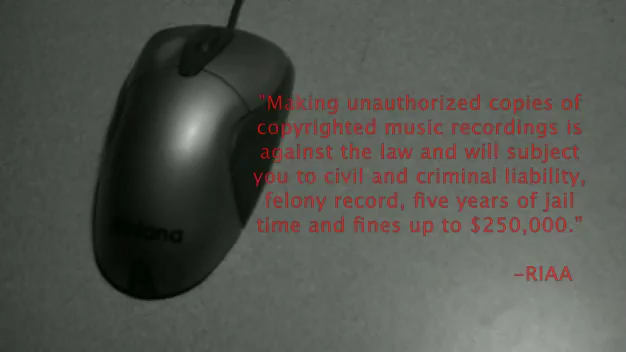 "Making unauthorized copies of
copyrighted music recordings is
against the law and will subject
you to civil and criminal liability,
felony record, five years of jail
time and fines up to $250,000."
–RIAA